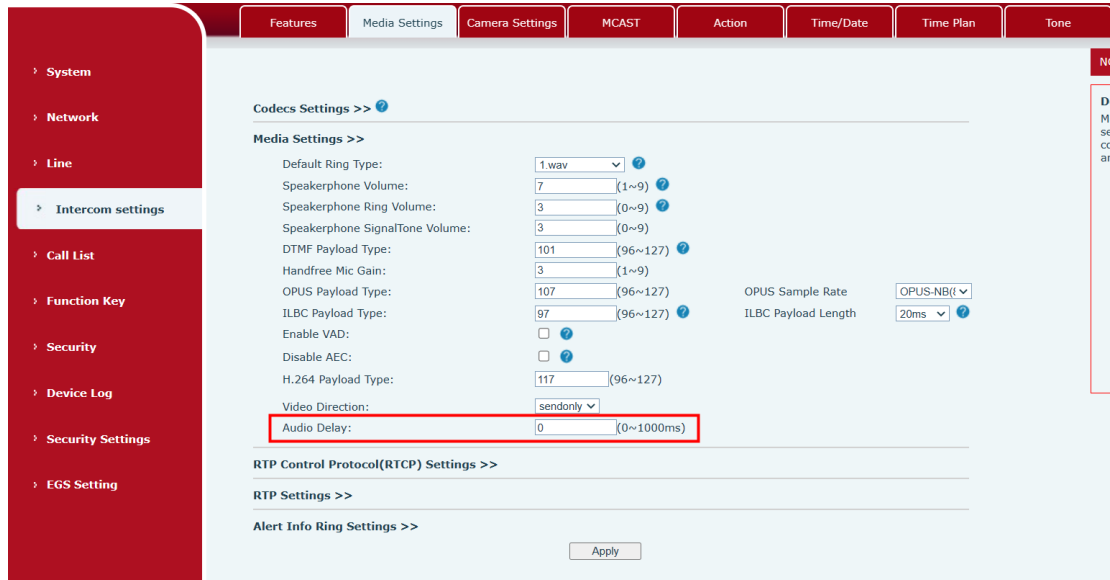 Features Media Settings Camera Settings MCAST Action Time/Date Time Plan Tone
System
Network
Line
Intercom settings
Call List
Function Key
Security
Device Log
Security Settings
EGS Setting
Codecs Settings >>
Media Settings >>
Default Ring Type: 1.wav
Speakerphone Volume: 7 (1~9)
Speakerphone Ring Volume: 3 (0~9)
Speakerphone SignalTone Volume: 3 (0~9)
DTMF Payload Type: 101 (96~127)
Handfree Mic Gain: 3 (1~9)
OPUS Payload Type: 107 (96~127) OPUS Sample Rate OPUS-NB(
ILBC Payload Type: 97 (96~127) ILBC Payload Length 20ms
Enable VAD:
Disable AEC:
H.264 Payload Type: 117 (96~127)
Video Direction: sendonly
Audio Delay: 0 (0~1000ms)
RTP Control Protocol(RTCP) Settings >>
RTP Settings >>
Alert Info Ring Settings >>
Apply